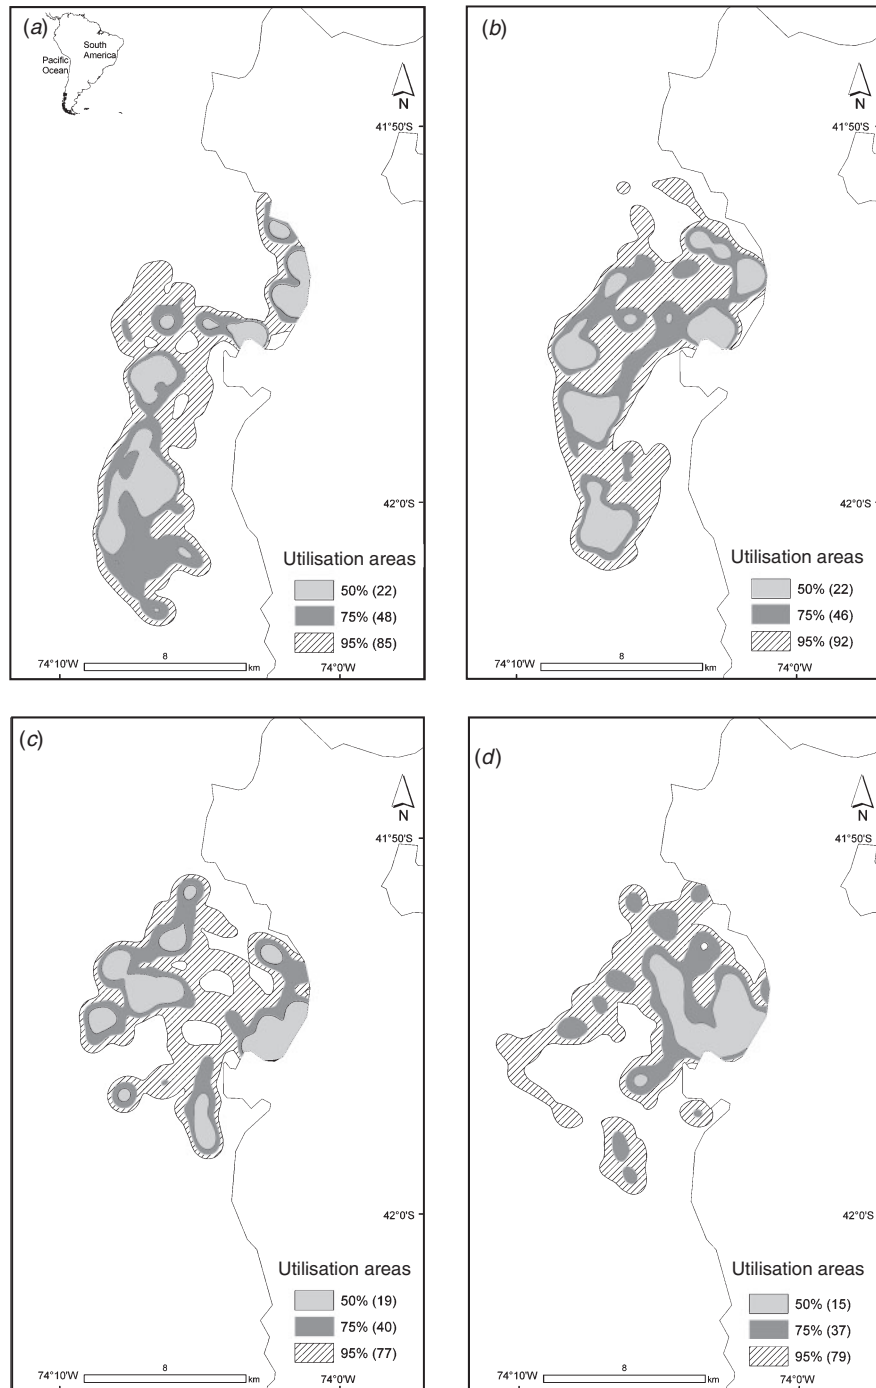 (a)
South
America
Pacific
Ocean
N
41°50'S
42°0'S
Utilisation areas
50% (22)
75% (48)
95% (85)
74°10'W
8
km
74°0'W
(b)
N
41°50'S
42°0'S
Utilisation areas
50% (22)
75% (46)
95% (92)
74°10'W
8
km
74°0'W
(c)
N
41°50'S
42°0'S
Utilisation areas
50% (19)
75% (40)
95% (77)
74°10'W
8
km
74°0'W
(d)
N
41°50'S
42°0'S
Utilisation areas
50% (15)
75% (37)
95% (79)
74°10'W
8
km
74°0'W